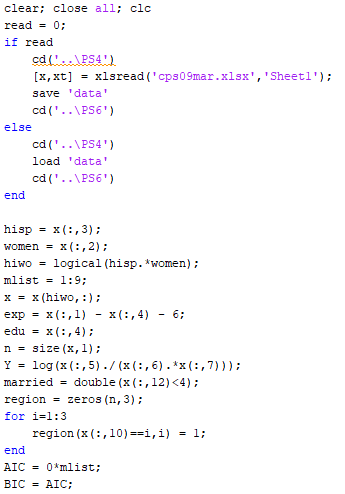 clear; close all; clc
read = 0;
if read
cd('..\PS4')
[x,xt] = xlsread('cps09mar.xlsx','Sheet1');
save 'data'
cd('..\PS6')
else
cd('..\PS4')
load 'data'
cd('..\PS6')
end
hisp = x(:,3);
women = x(:,2);
hiwo = logical(hisp.*women);
mlist = 1:9;
x = x(hiwo,:);
exp = x(:,1) - x(:,4) - 6;
edu = x(:,4);
n = size(x,1);
Y = log(x(:,5)./(x(:,6).*x(:,7)));
married = double(x(:,12)<4);
region = zeros(n,3);
for i=1:3
region(x(:,10)==i,i) = 1;
end
AIC = 0*mlist;
BIC = AIC;